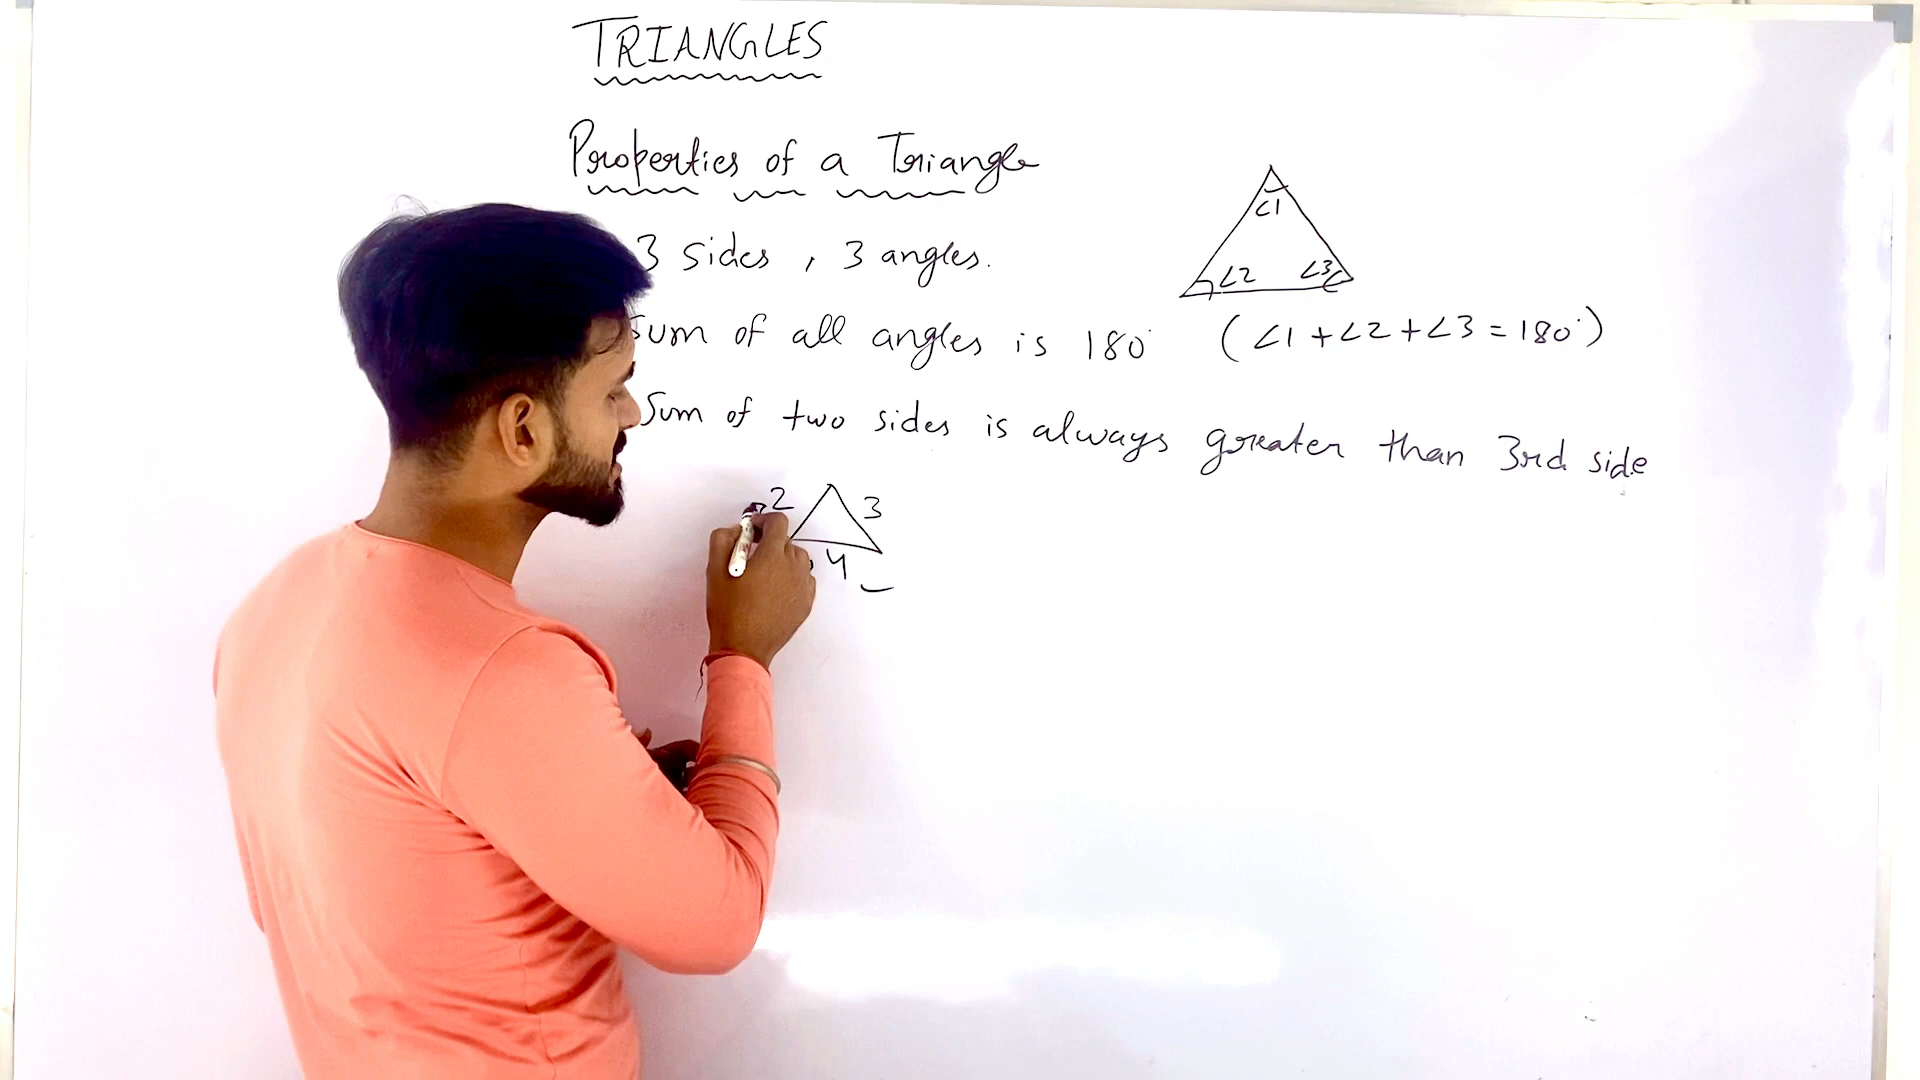 TRIANGLES
Properties of a Triangle
3 sides , 3 angles.
∠1
∠2 ∠3
Sum of all angles is 180° (∠1+∠2+∠3=180°)
Sum of two sides is always greater than 3rd side
2 3
4